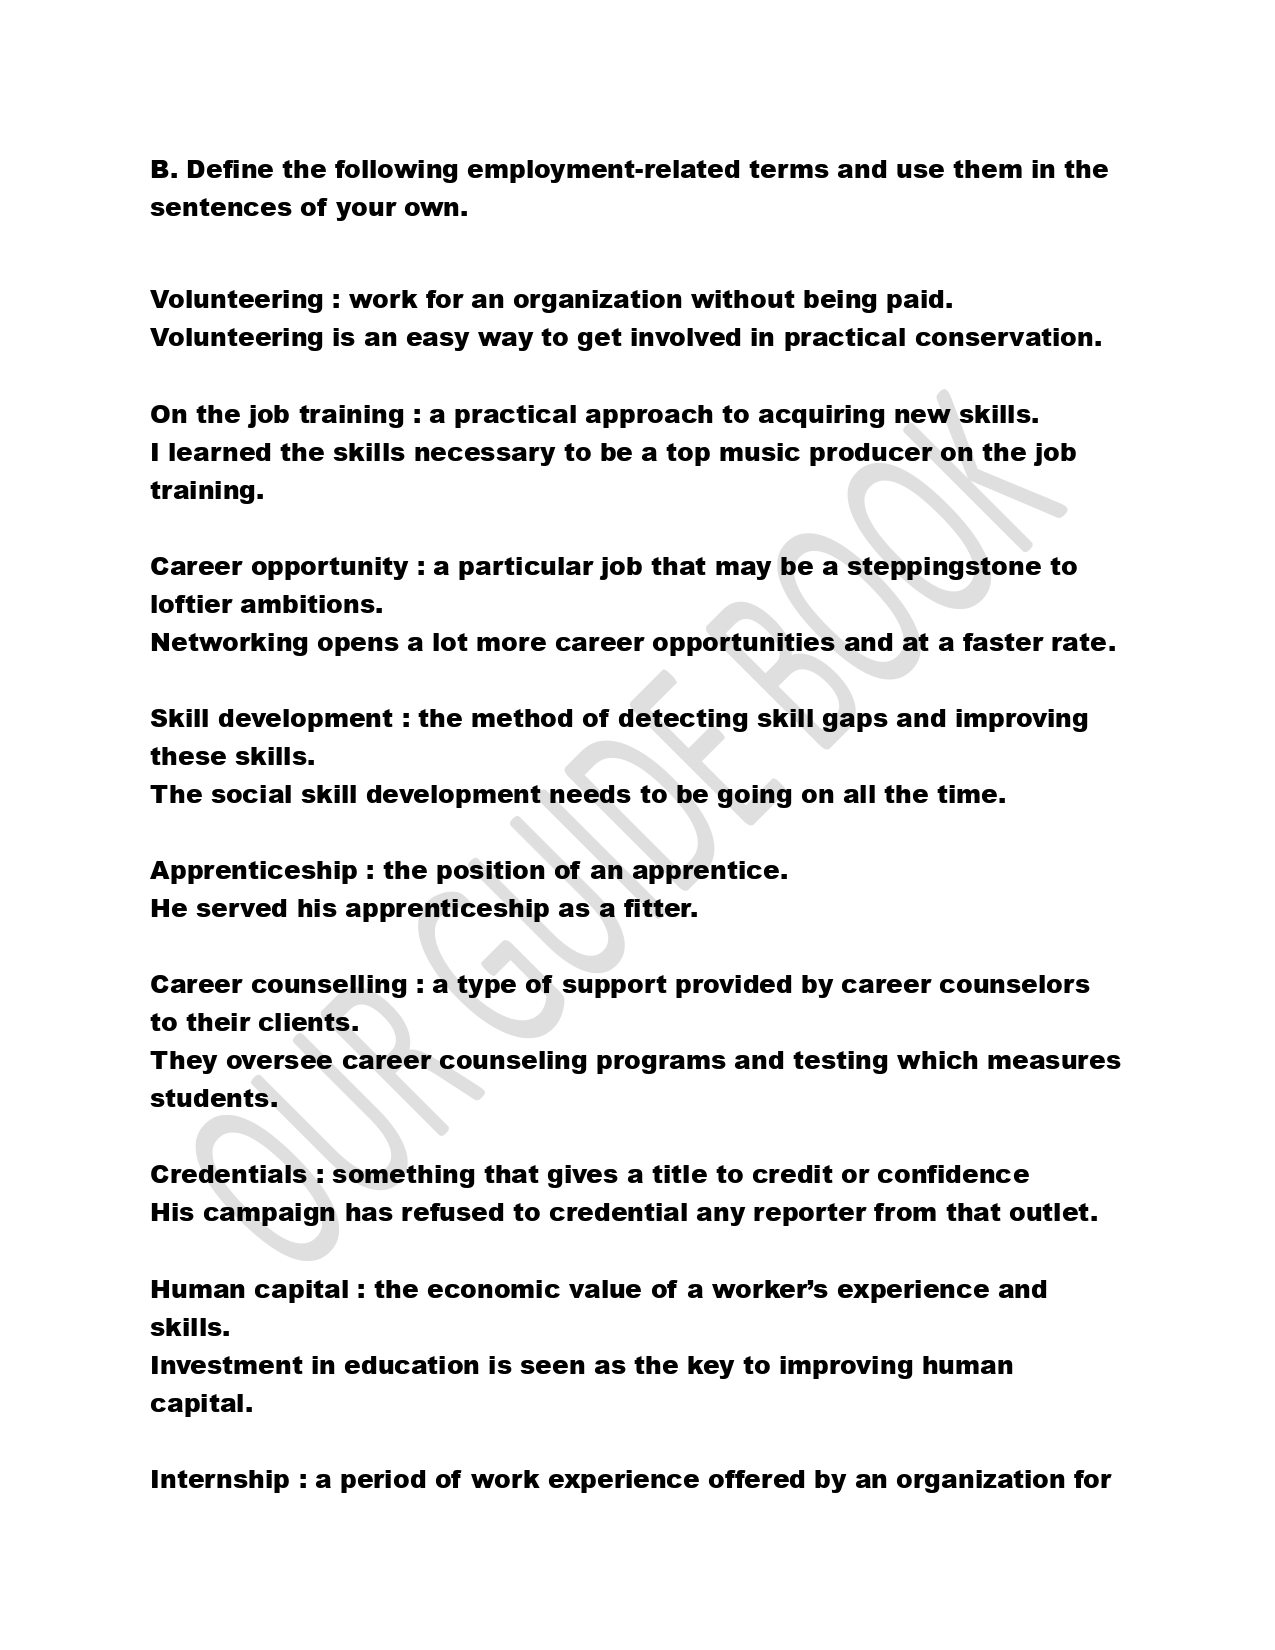 B. Define the following employment-related terms and use them in the
sentences of your own.
Volunteering : work for an organization without being paid.
Volunteering is an easy way to get involved in practical conservation.
On the job training : a practical approach to acquiring new skills.
I learned the skills necessary to be a top music producer on the job
training.
Career opportunity : a particular job that may be a steppingstone to
loftier ambitions.
Networking opens a lot more career opportunities and at a faster rate.
Skill development : the method of detecting skill gaps and improving
these skills.
The social skill development needs to be going on all the time.
Apprenticeship : the position of an apprentice.
He served his apprenticeship as a fitter.
Career counselling : a type of support provided by career counselors
to their clients.
They oversee career counseling programs and testing which measures
students.
Credentials : something that gives a title to credit or confidence
His campaign has refused to credential any reporter from that outlet.
Human capital : the economic value of a worker’s experience and
skills.
Investment in education is seen as the key to improving human
capital.
Internship : a period of work experience offered by an organization for
OUR GUIDE BOOK